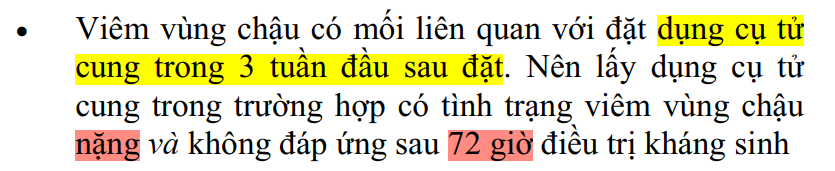 • Viêm vùng chậu có mối liên quan với đặt dụng cụ tử
cung trong 3 tuần đầu sau đặt. Nên lấy dụng cụ tử
cung trong trường hợp có tình trạng viêm vùng chậu
nặng và không đáp ứng sau 72 giờ điều trị kháng sinh